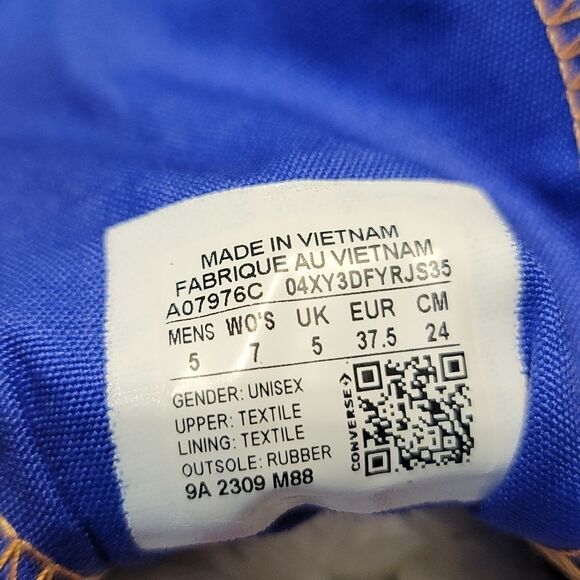 MADE IN VIETNAM
FABRIQUE AU VIETNAM
A07976C 04XY3DFYRJS35
MENS WO'S UK EUR CM
5 7 5 37.5 24
GENDER: UNISEX
UPPER: TEXTILE
LINING: TEXTILE
OUTSOLE: RUBBER
9A 2309 M88
CONVERSE